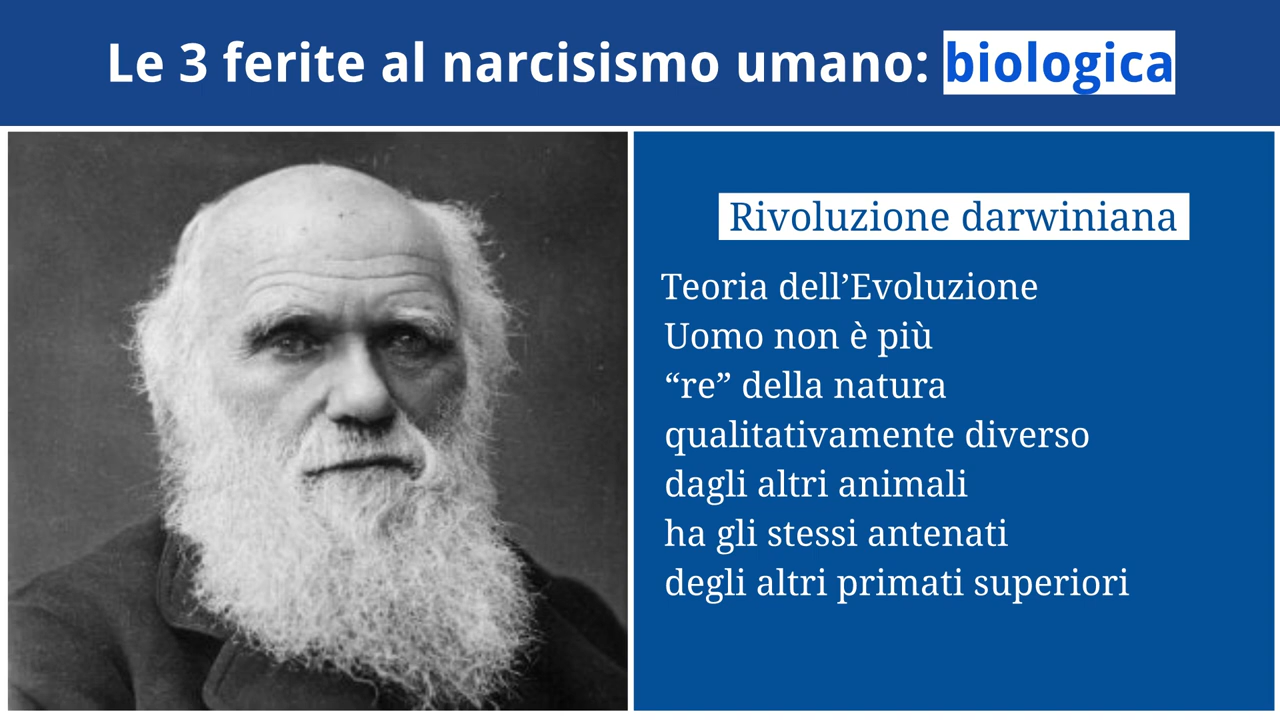 Le 3 ferite al narcisismo umano: biologica
Rivoluzione darwiniana
Teoria dell’Evoluzione
Uomo non è più
“re” della natura
qualitativamente diverso
dagli altri animali
ha gli stessi antenati
degli altri primati superiori